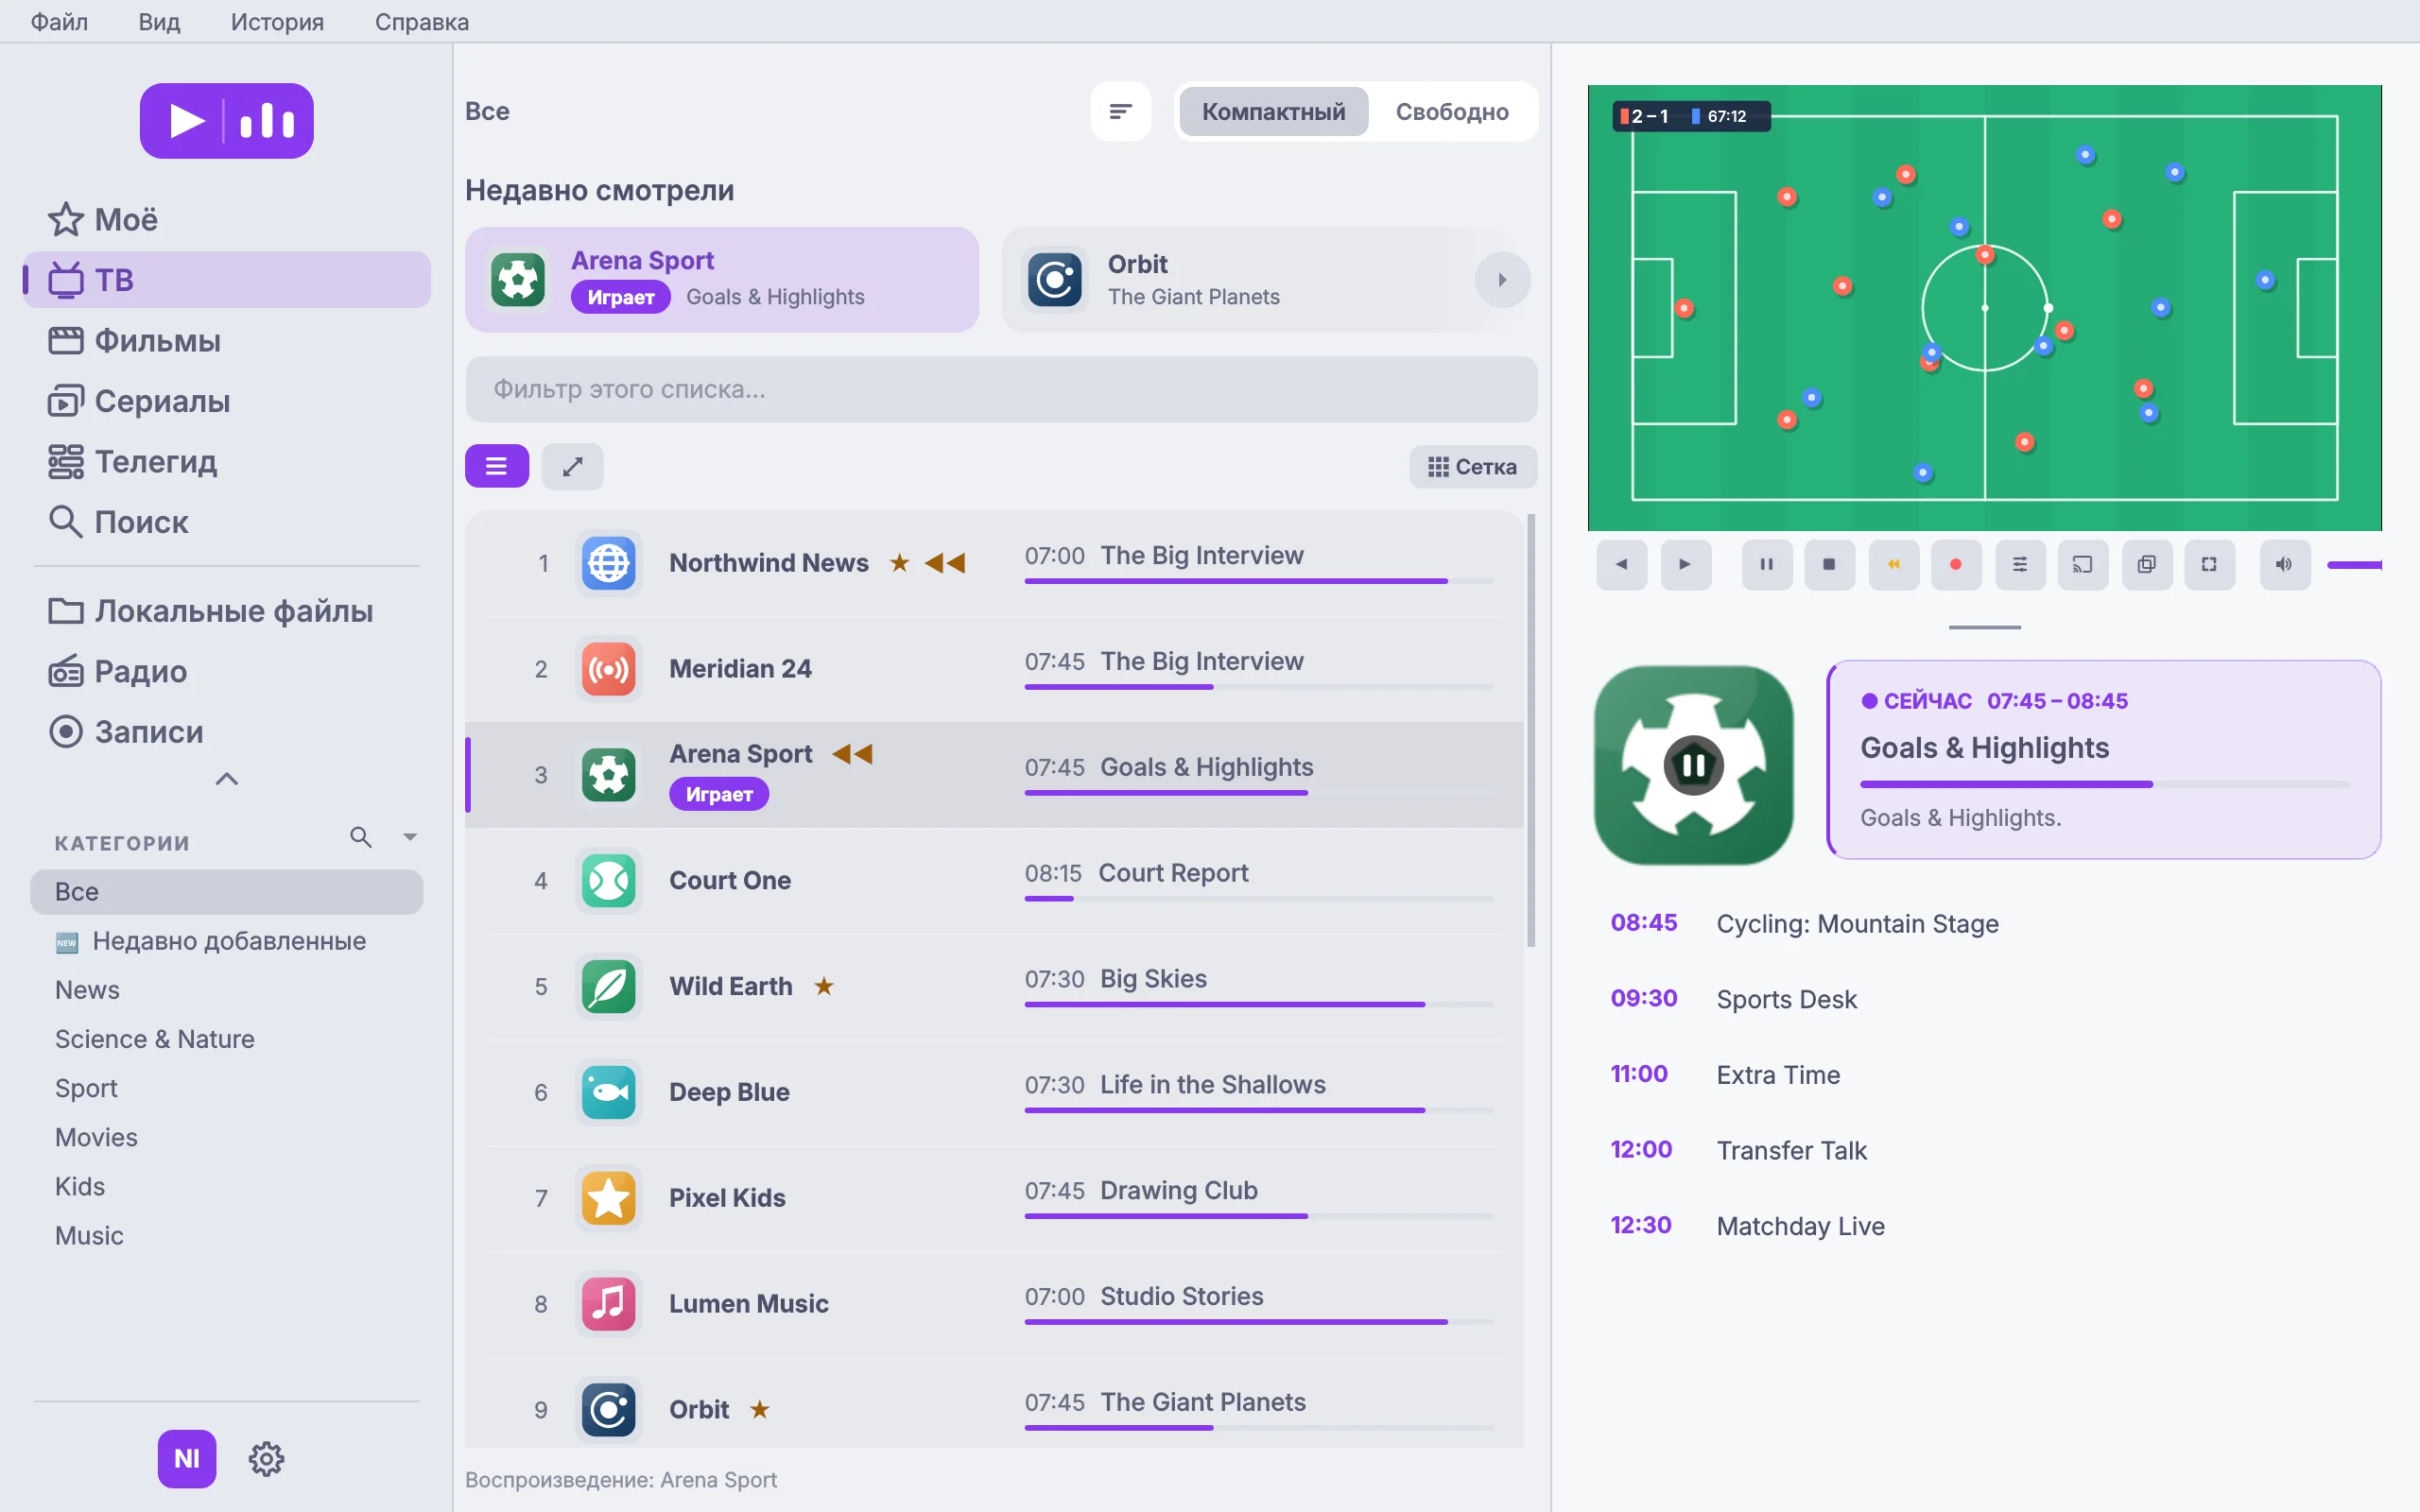 Файл Вид История Справка
Моё
ТВ
Фильмы
Сериалы
Телегид
Поиск
Локальные файлы
Радио
Записи
КАТЕГОРИИ
Все
NEW Недавно добавленные
News
Science & Nature
Sport
Movies
Kids
Music
NI
Все
Компактный Свободно
Недавно смотрели
Arena Sport
Играет Goals & Highlights
Orbit
The Giant Planets
Фильтр этого списка...
Сетка
1 Northwind News 07:00 The Big Interview
2 Meridian 24 07:45 The Big Interview
3 Arena Sport 07:45 Goals & Highlights
Играет
4 Court One 08:15 Court Report
5 Wild Earth 07:30 Big Skies
6 Deep Blue 07:30 Life in the Shallows
7 Pixel Kids 07:45 Drawing Club
8 Lumen Music 07:00 Studio Stories
9 Orbit 07:45 The Giant Planets
Воспроизведение: Arena Sport
2 – 1 67:12
СЕЙЧАС 07:45 – 08:45
Goals & Highlights
Goals & Highlights.
08:45 Cycling: Mountain Stage
09:30 Sports Desk
11:00 Extra Time
12:00 Transfer Talk
12:30 Matchday Live